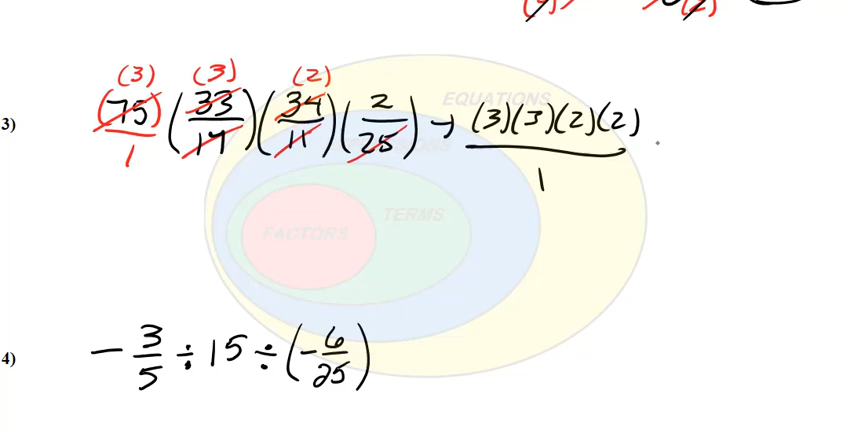 (2)
(3) (3) (2)
3) (75)/1 (33/17) (34/11) (2/25) → (3)(3)(2)(2)/1
EQUATIONS
TERMS
FACTORS
4) - 3/5 ÷ 15 ÷ (- 6/25)